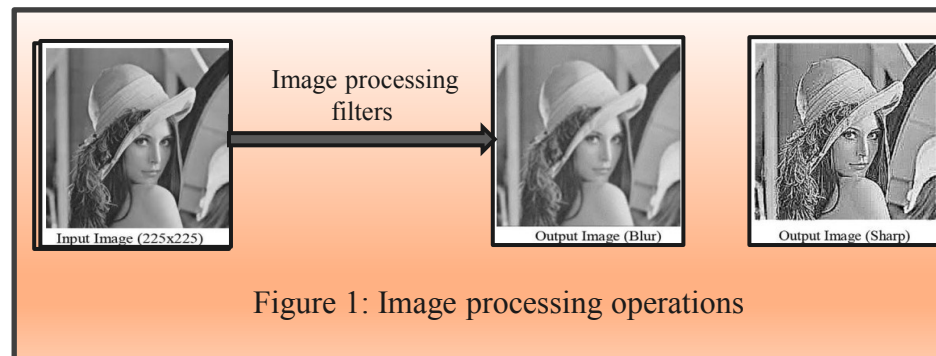 Image processing
filters
Input Image (225x225)
Output Image (Blur)
Output Image (Sharp)
Figure 1: Image processing operations